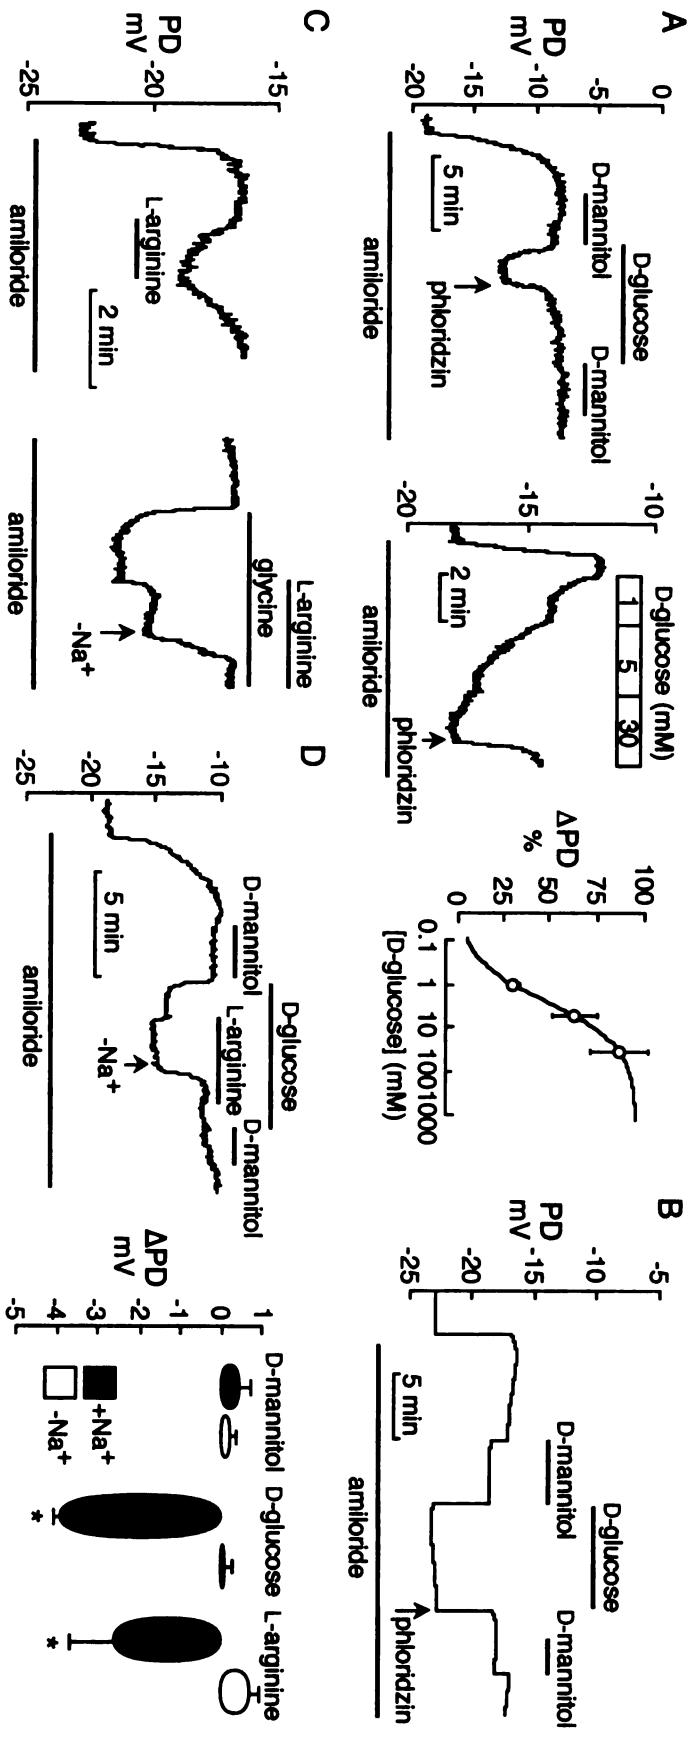 A
PD
mV
0
-5
-10
-15
-20
D-glucose
D-mannitol
D-mannitol
5 min
phloridzin
amiloride
-10
-15
-20
D-glucose (mM)
1 5 30
2 min
phloridzin
amiloride
ΔPD
%
100
75
50
25
0
0.1 1 10 100 1000
[D-glucose] (mM)
B
PD
mV
-5
-10
-15
-20
-25
D-glucose
D-mannitol
D-mannitol
5 min
phloridzin
amiloride
C
PD
mV
-15
-20
-25
L-arginine
2 min
amiloride
L-arginine
glycine
-Na+
amiloride
D
-10
-15
-20
-25
D-glucose
D-mannitol
L-arginine
D-mannitol
5 min
-Na+
amiloride
ΔPD
mV
1
0
-1
-2
-3
-4
-5
D-mannitol D-glucose L-arginine
+Na+
-Na+
*
*